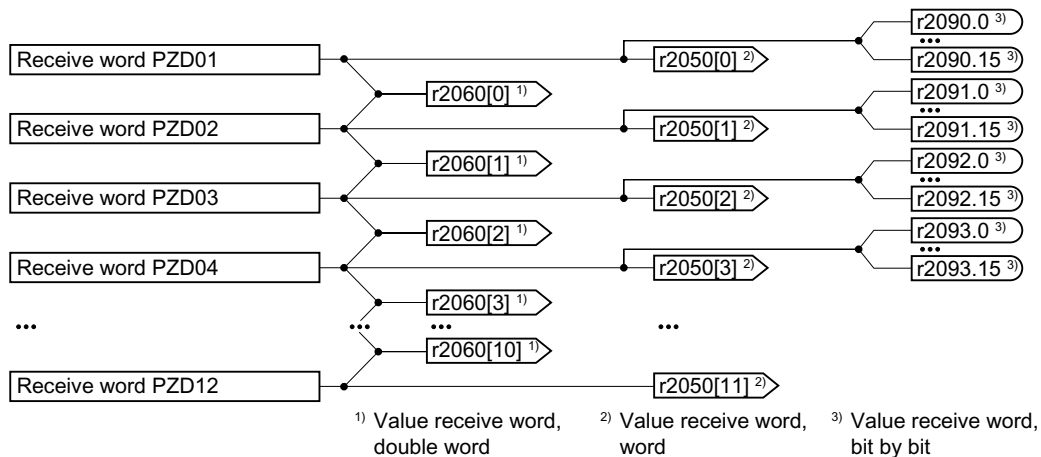 r2090.0 ³⁾
...
Receive word PZD01
r2050[0] ²⁾
r2090.15 ³⁾
r2060[0] ¹⁾
r2091.0 ³⁾
...
Receive word PZD02
r2050[1] ²⁾
r2091.15 ³⁾
r2060[1] ¹⁾
r2092.0 ³⁾
...
Receive word PZD03
r2050[2] ²⁾
r2092.15 ³⁾
r2060[2] ¹⁾
r2093.0 ³⁾
...
Receive word PZD04
r2050[3] ²⁾
r2093.15 ³⁾
r2060[3] ¹⁾
... ... ... ...
r2060[10] ¹⁾
Receive word PZD12
r2050[11] ²⁾
¹⁾ Value receive word,
double word
²⁾ Value receive word,
word
³⁾ Value receive word,
bit by bit